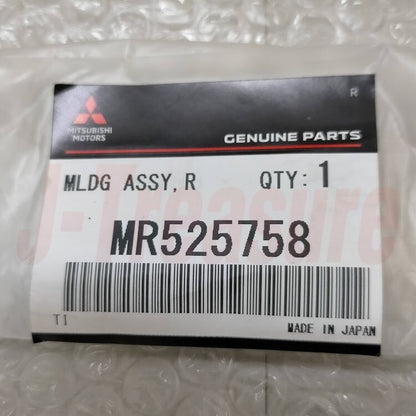 R
MITSUBISHI
MOTORS
GENUINE PARTS
MLDG ASSY,R QTY:1
MR525758
T1
MADE IN JAPAN
J-Treasure